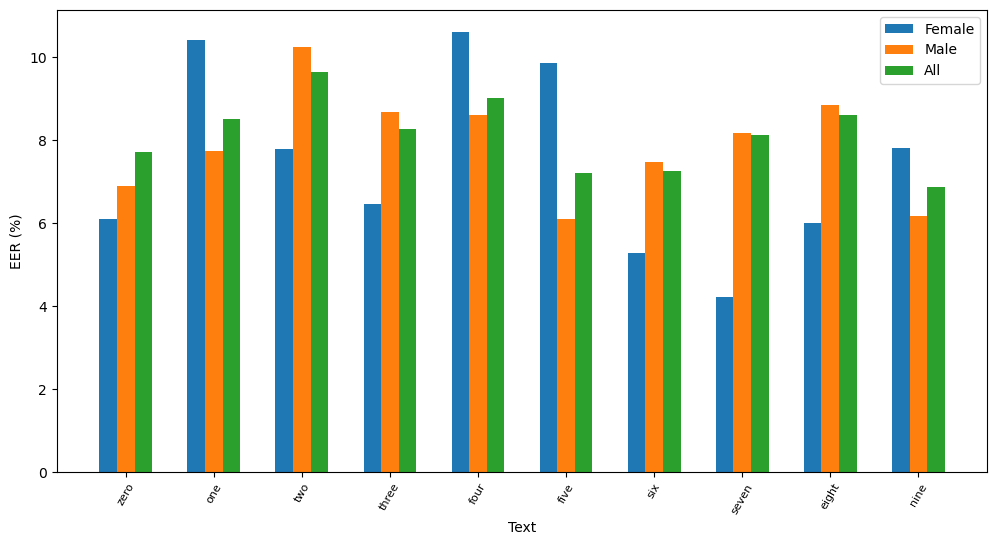 Female
Male
All
EER (%)
10
8
6
4
2
0
zero
one
two
three
four
five
six
seven
eight
nine
Text